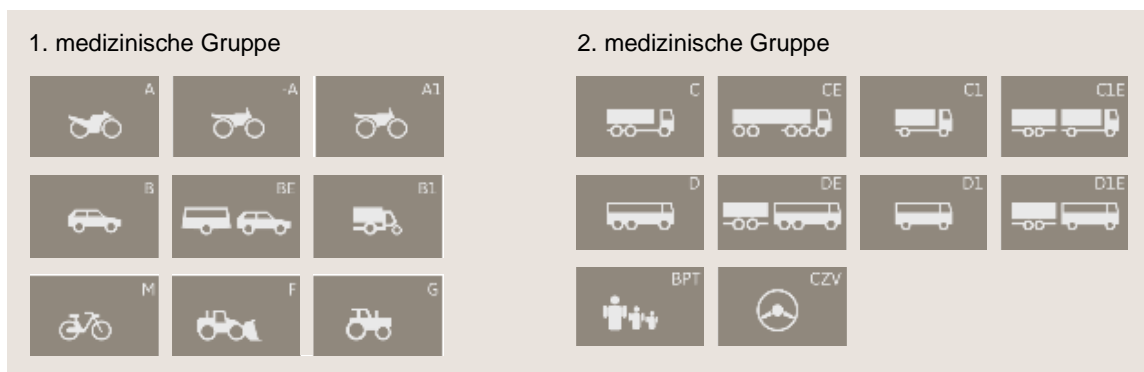 1. medizinische Gruppe
A
-A
A1
B
BE
B1
M
F
G
2. medizinische Gruppe
C
CE
C1
C1E
D
DE
D1
D1E
BPT
CZV